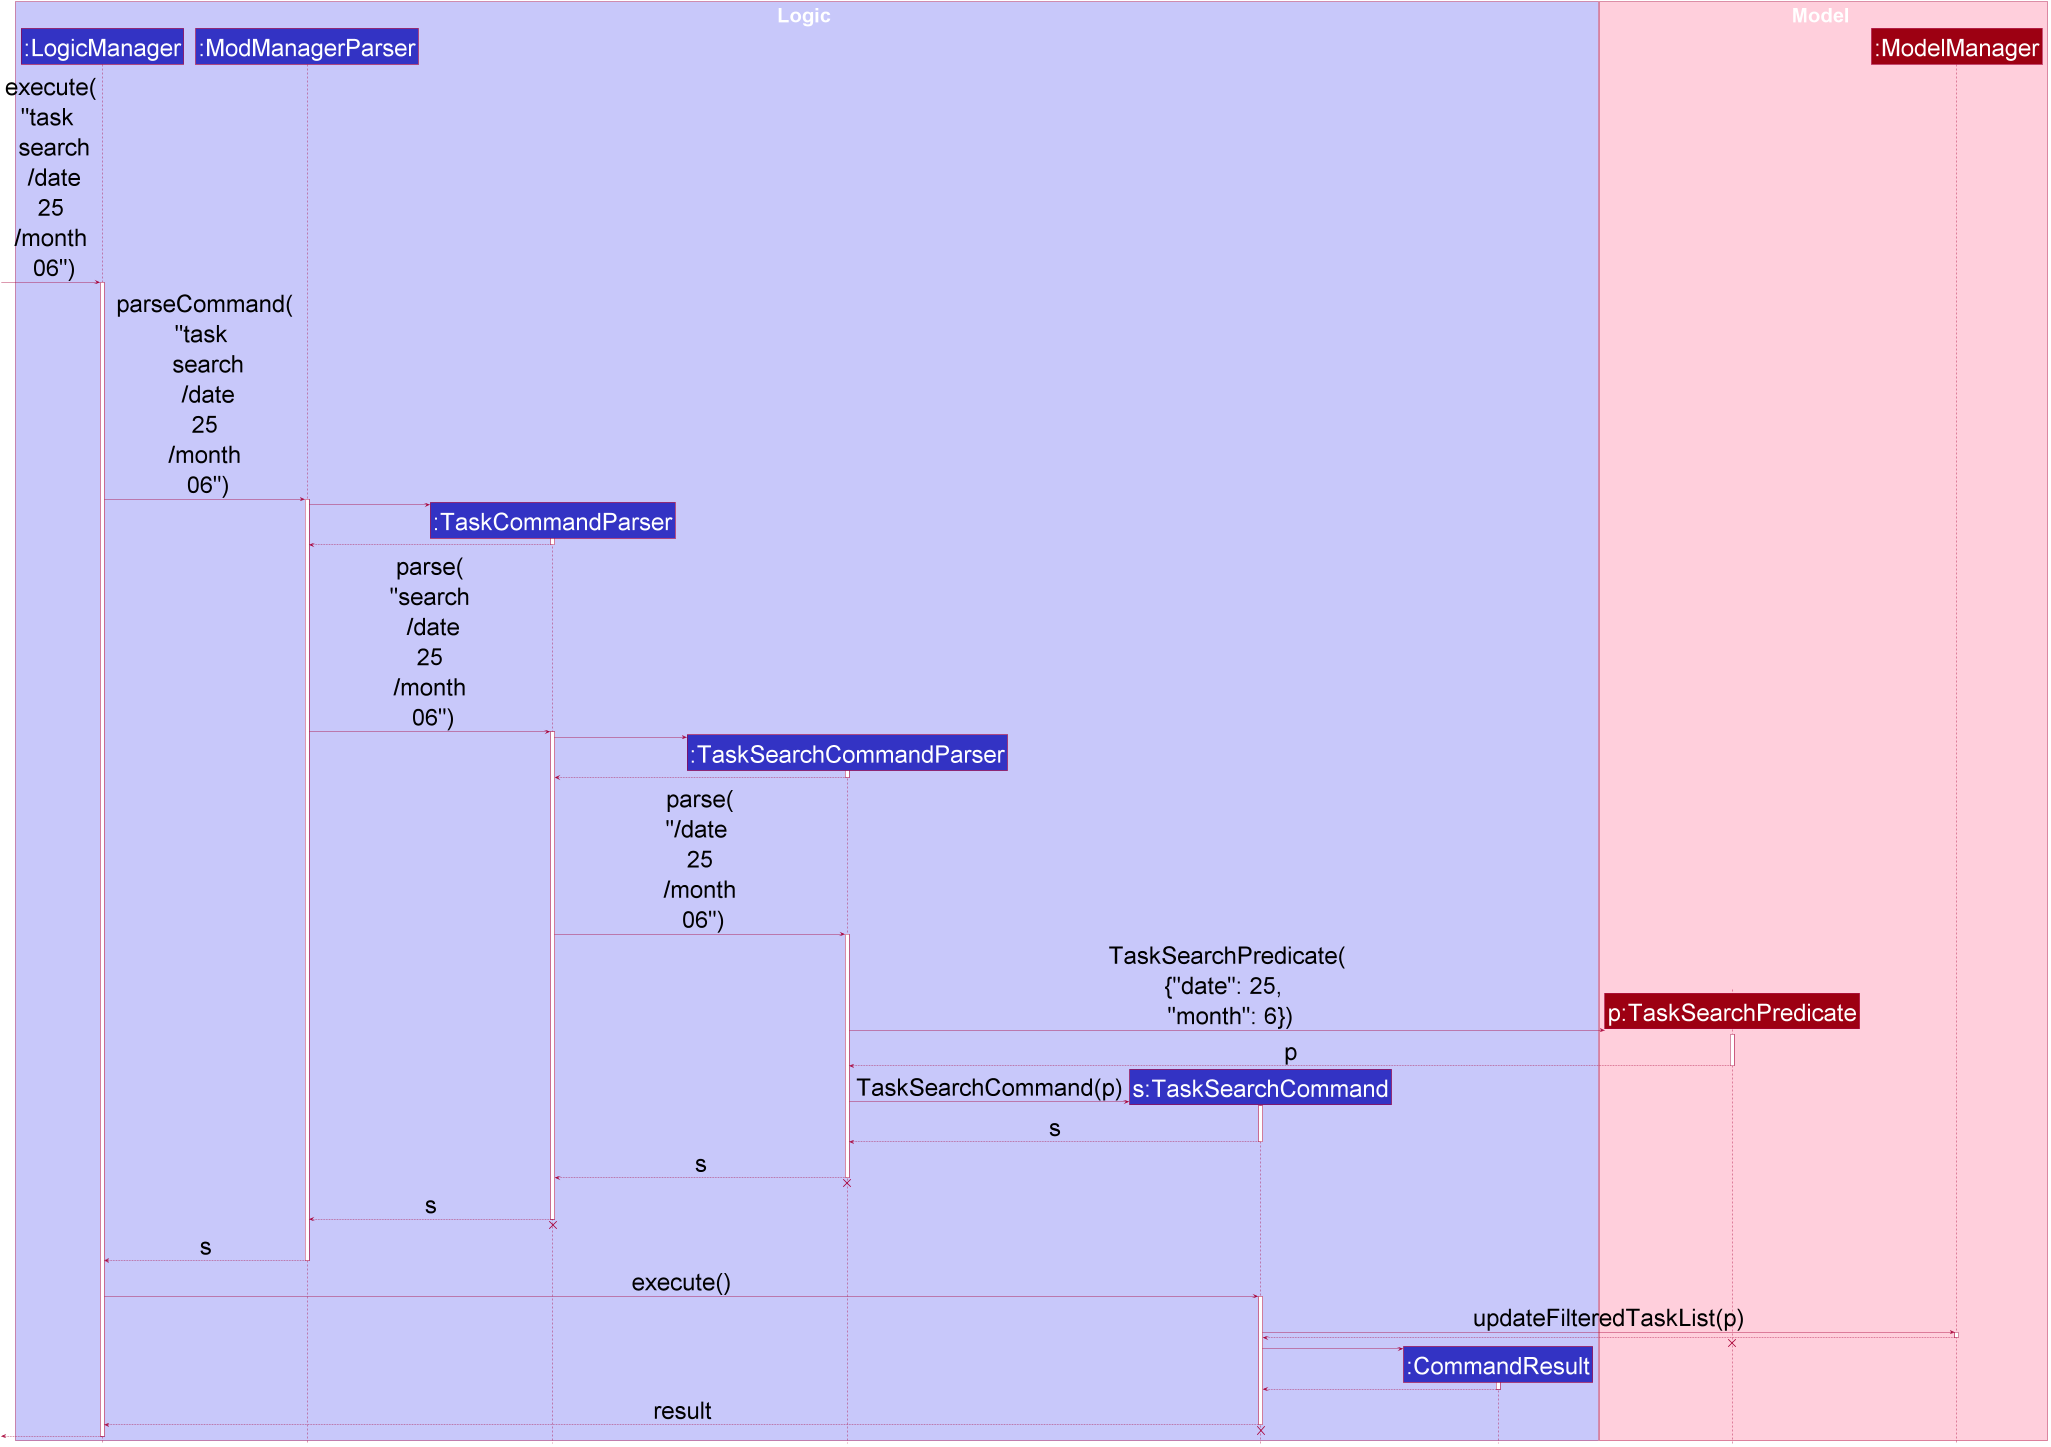 Logic
Model
:LogicManager
:ModManagerParser
:ModelManager
execute(
"task
search
/date
25
/month
06")
parseCommand(
"task
search
/date
25
/month
06")
:TaskCommandParser
parse(
"search
/date
25
/month
06")
:TaskSearchCommandParser
parse(
"/date
25
/month
06")
TaskSearchPredicate(
{"date": 25,
"month": 6})
p:TaskSearchPredicate
p
TaskSearchCommand(p)
s:TaskSearchCommand
s
s
s
s
execute()
updateFilteredTaskList(p)
:CommandResult
result